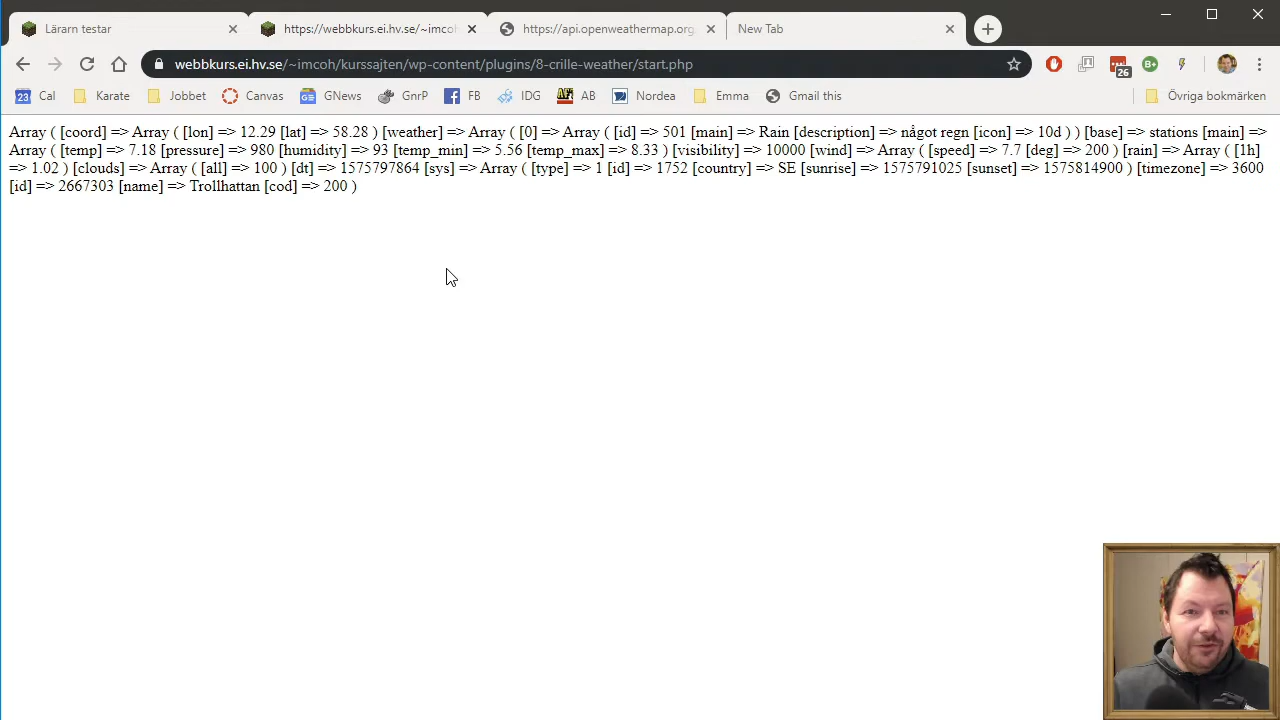 Lärarn testar
https://webbkurs.ei.hv.se/~imcoh
https://api.openweathermap.org
New Tab
webbkurs.ei.hv.se/~imcoh/kurssajten/wp-content/plugins/8-crille-weather/start.php
26
23 Cal Karate Jobbet Canvas GNews GnrP FB IDG AB Nordea Emma Gmail this Övriga bokmärken
Array ( [coord] => Array ( [lon] => 12.29 [lat] => 58.28 ) [weather] => Array ( [0] => Array ( [id] => 501 [main] => Rain [description] => något regn [icon] => 10d ) ) [base] => stations [main] =>
Array ( [temp] => 7.18 [pressure] => 980 [humidity] => 93 [temp_min] => 5.56 [temp_max] => 8.33 ) [visibility] => 10000 [wind] => Array ( [speed] => 7.7 [deg] => 200 ) [rain] => Array ( [1h]
=> 1.02 ) [clouds] => Array ( [all] => 100 ) [dt] => 1575797864 [sys] => Array ( [type] => 1 [id] => 1752 [country] => SE [sunrise] => 1575791025 [sunset] => 1575814900 ) [timezone] => 3600
[id] => 2667303 [name] => Trollhattan [cod] => 200 )